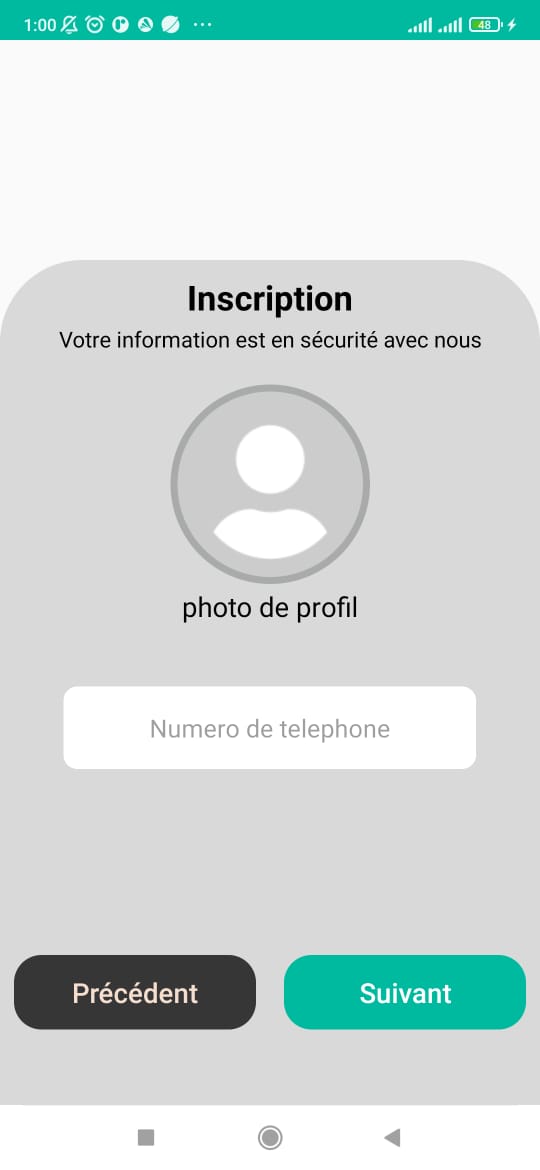 1:00 ... 48
Inscription
Votre information est en sécurité avec nous
photo de profil
Numero de telephone
Précédent Suivant